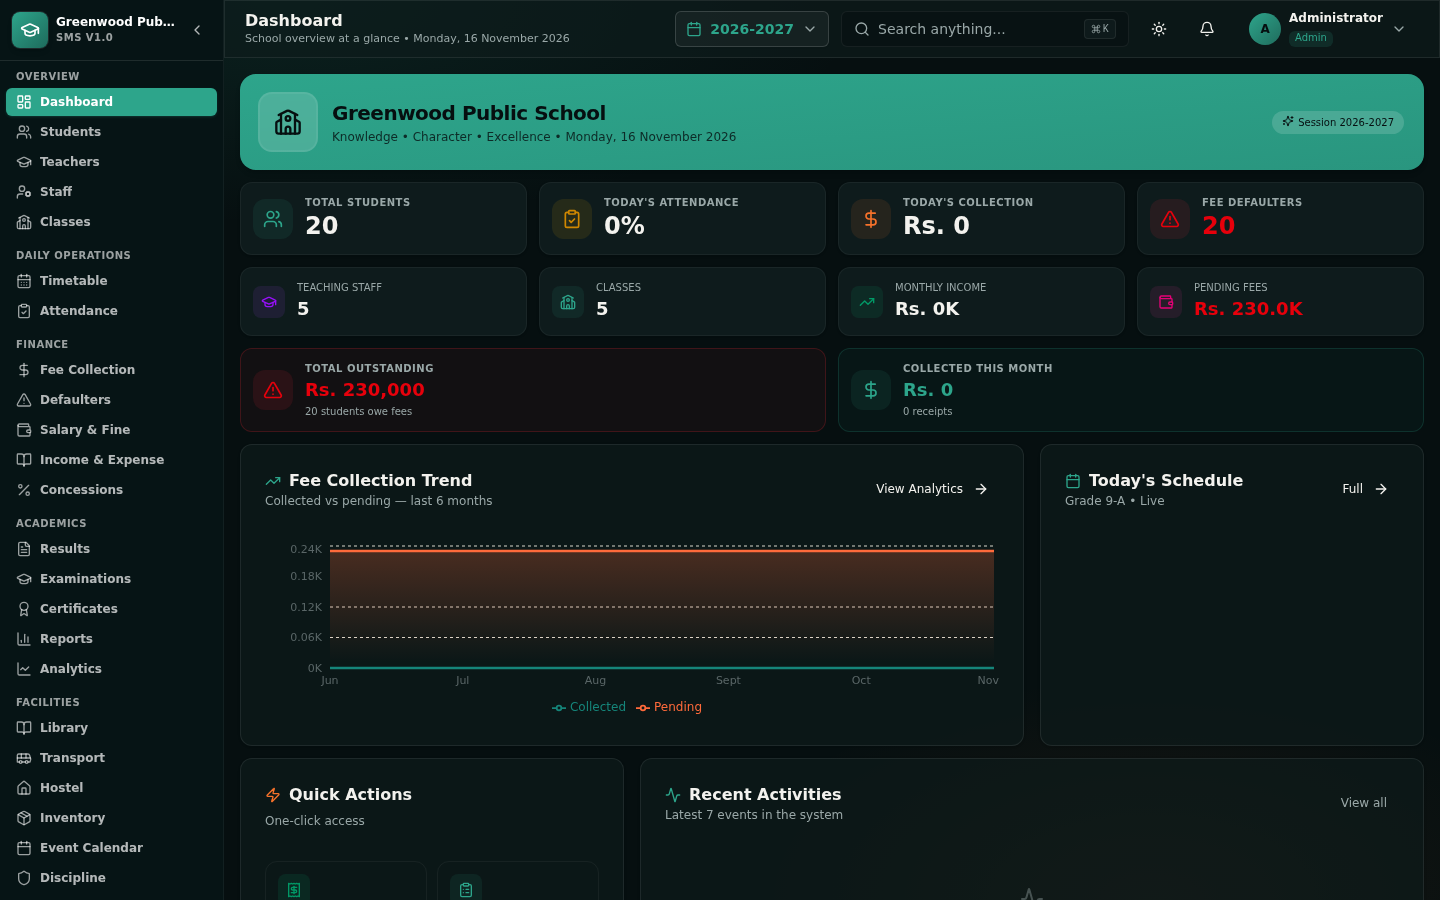 Greenwood Pub...
SMS V1.0
OVERVIEW
Dashboard
Students
Teachers
Staff
Classes
DAILY OPERATIONS
Timetable
Attendance
FINANCE
Fee Collection
Defaulters
Salary & Fine
Income & Expense
Concessions
ACADEMICS
Results
Examinations
Certificates
Reports
Analytics
FACILITIES
Library
Transport
Hostel
Inventory
Event Calendar
Discipline
Dashboard
School overview at a glance • Monday, 16 November 2026
2026-2027
Search anything...
⌘K
A
Administrator
Admin
Greenwood Public School
Knowledge • Character • Excellence • Monday, 16 November 2026
Session 2026-2027
TOTAL STUDENTS
20
TODAY'S ATTENDANCE
0%
TODAY'S COLLECTION
Rs. 0
FEE DEFAULTERS
20
TEACHING STAFF
5
CLASSES
5
MONTHLY INCOME
Rs. 0K
PENDING FEES
Rs. 230.0K
TOTAL OUTSTANDING
Rs. 230,000
20 students owe fees
COLLECTED THIS MONTH
Rs. 0
0 receipts
Fee Collection Trend
Collected vs pending — last 6 months
View Analytics
0.24K
0.18K
0.12K
0.06K
0K
Jun Jul Aug Sept Oct Nov
Collected Pending
Today's Schedule
Grade 9-A • Live
Full
Quick Actions
One-click access
Recent Activities
Latest 7 events in the system
View all